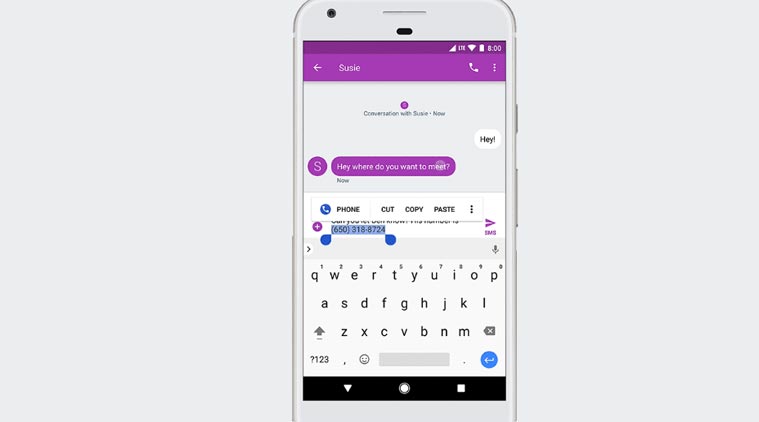 LTE 8:00
Susie
S
Conversation with Susie • Now
Hey!
S Hey where do you want to meet?
Now
PHONE CUT COPY PASTE
Can you let Ben know? His number is
(650) 318-8724
SMS
1 2 3 4 5 6 7 8 9 0
q w e r t y u i o p
a s d f g h j k l
z x c v b n m
?123 , .